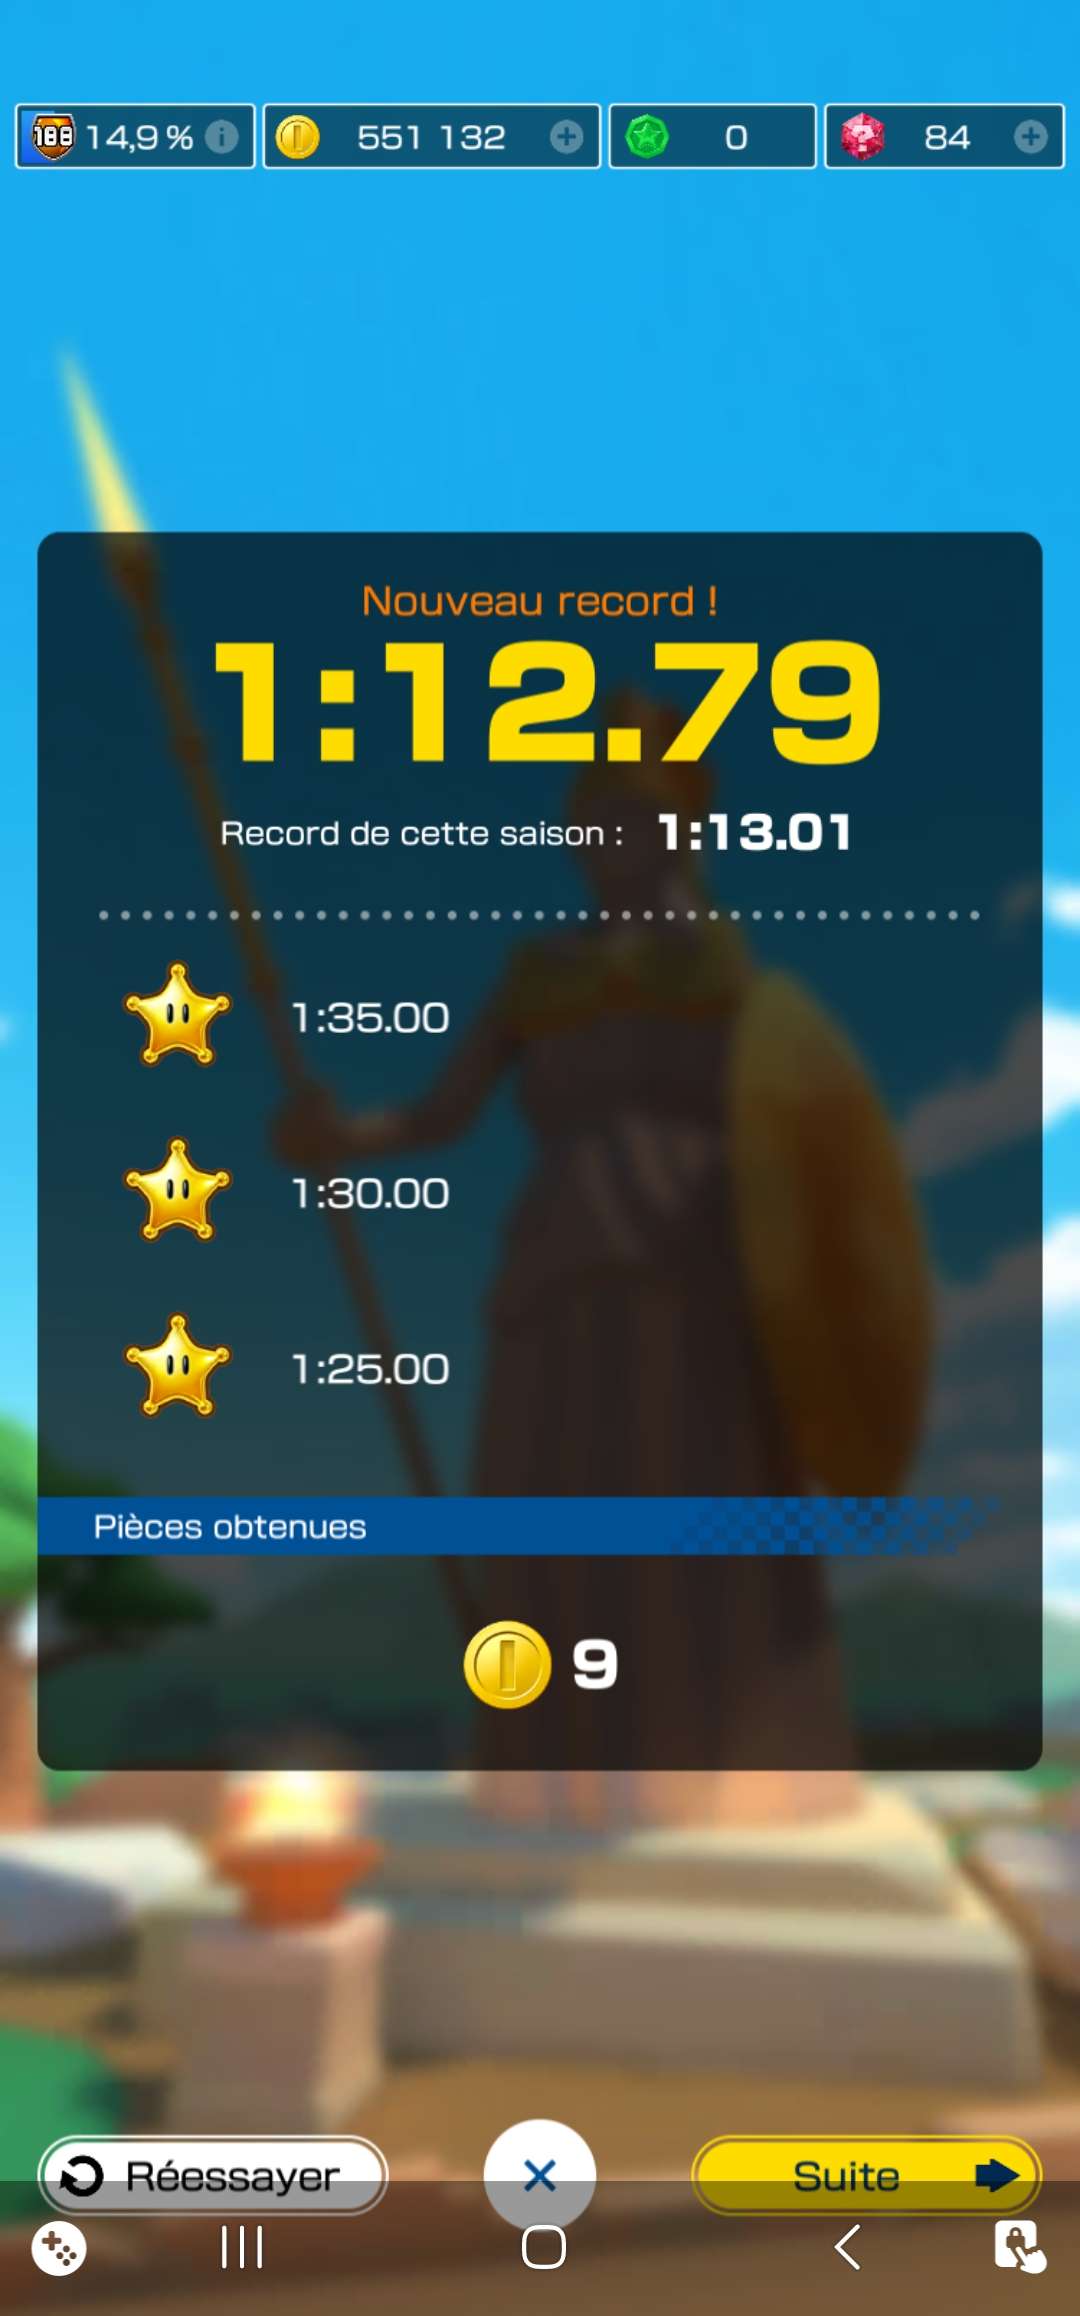 188 14,9 % 551 132 0 84
Nouveau record !
1:12.79
Record de cette saison : 1:13.01
1:35.00
1:30.00
1:25.00
Pièces obtenues
9
Réessayer Suite